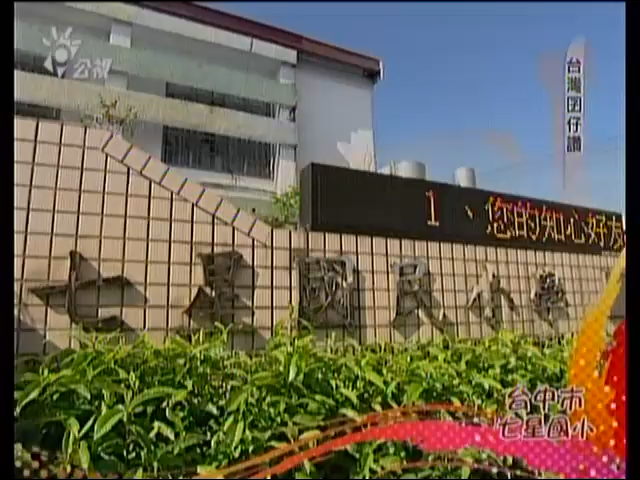 公視
台灣囝仔讚
1、您的知心好友
七星國民小學
台中市
七星國小